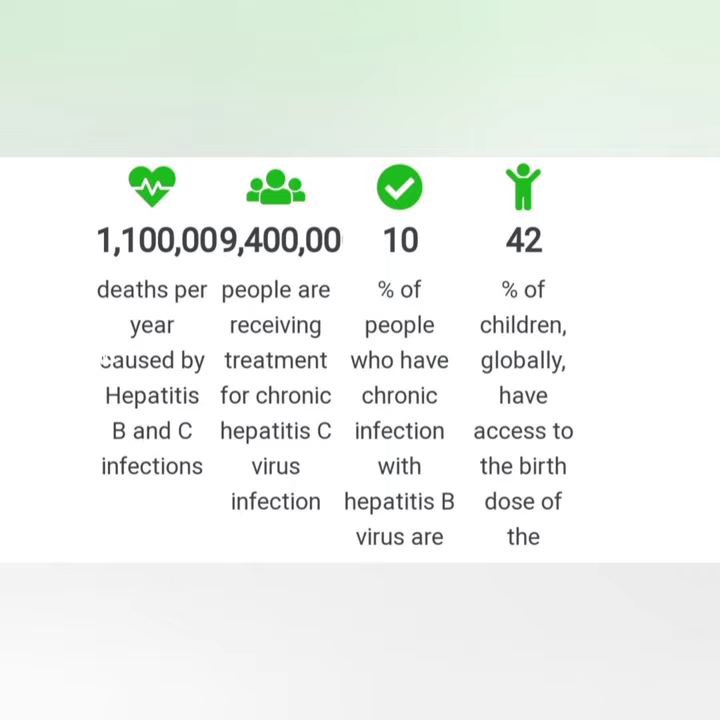 1,100,00
deaths per
year
caused by
Hepatitis
B and C
infections
9,400,00
people are
receiving
treatment
for chronic
hepatitis C
virus
infection
10
% of
people
who have
chronic
infection
with
hepatitis B
virus are
42
% of
children,
globally,
have
access to
the birth
dose of
the